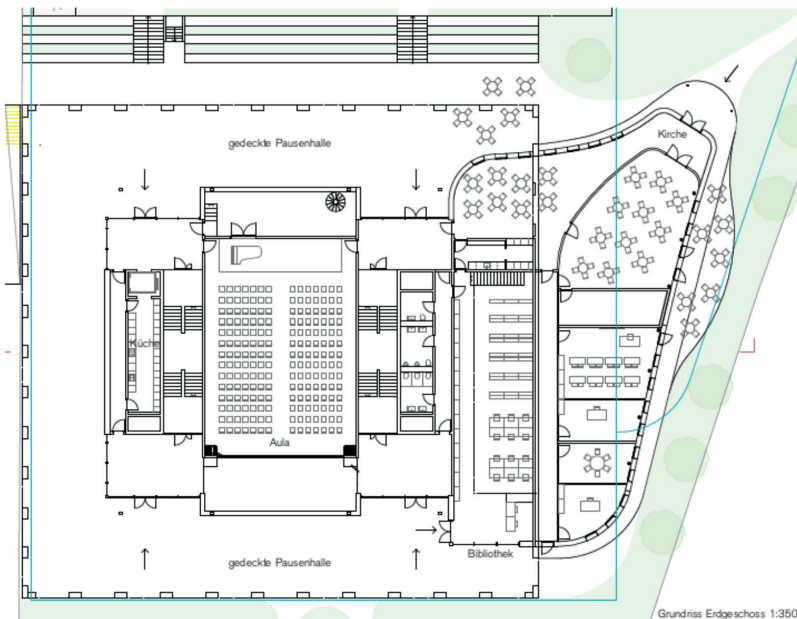 gedeckte Pausenhalle
Kirche
Küche
Aula
Bibliothek
gedeckte Pausenhalle
Grundriss Erdgeschoss 1:350